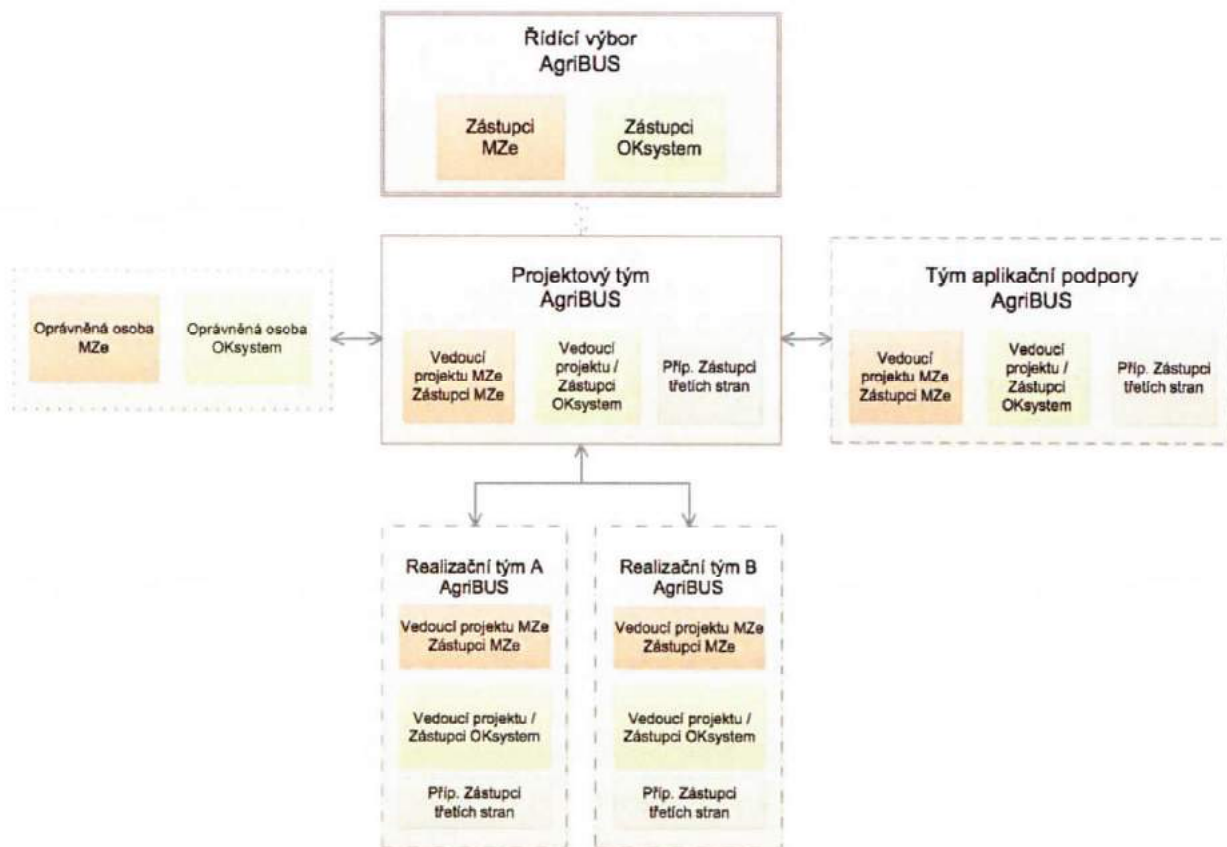 Řídící výbor
AgriBUS
Zástupci
MZe
Zástupci
OKsystem
Oprávněná osoba
MZe
Oprávněná osoba
OKsystem
Projektový tým
AgriBUS
Vedoucí
projektu MZe
Zástupci MZe
Vedoucí
projektu /
Zástupci
OKsystem
Příp. Zástupci
třetích stran
Tým aplikační podpory
AgriBUS
Vedoucí
projektu MZe
Zástupci MZe
Vedoucí
projektu /
Zástupci
OKsystem
Příp. Zástupci
třetích stran
Realizační tým A
AgriBUS
Vedoucí projektu MZe
Zástupci MZe
Vedoucí projektu /
Zástupci OKsystem
Příp. Zástupci
třetích stran
Realizační tým B
AgriBUS
Vedoucí projektu MZe
Zástupci MZe
Vedoucí projektu /
Zástupci OKsystem
Příp. Zástupci
třetích stran